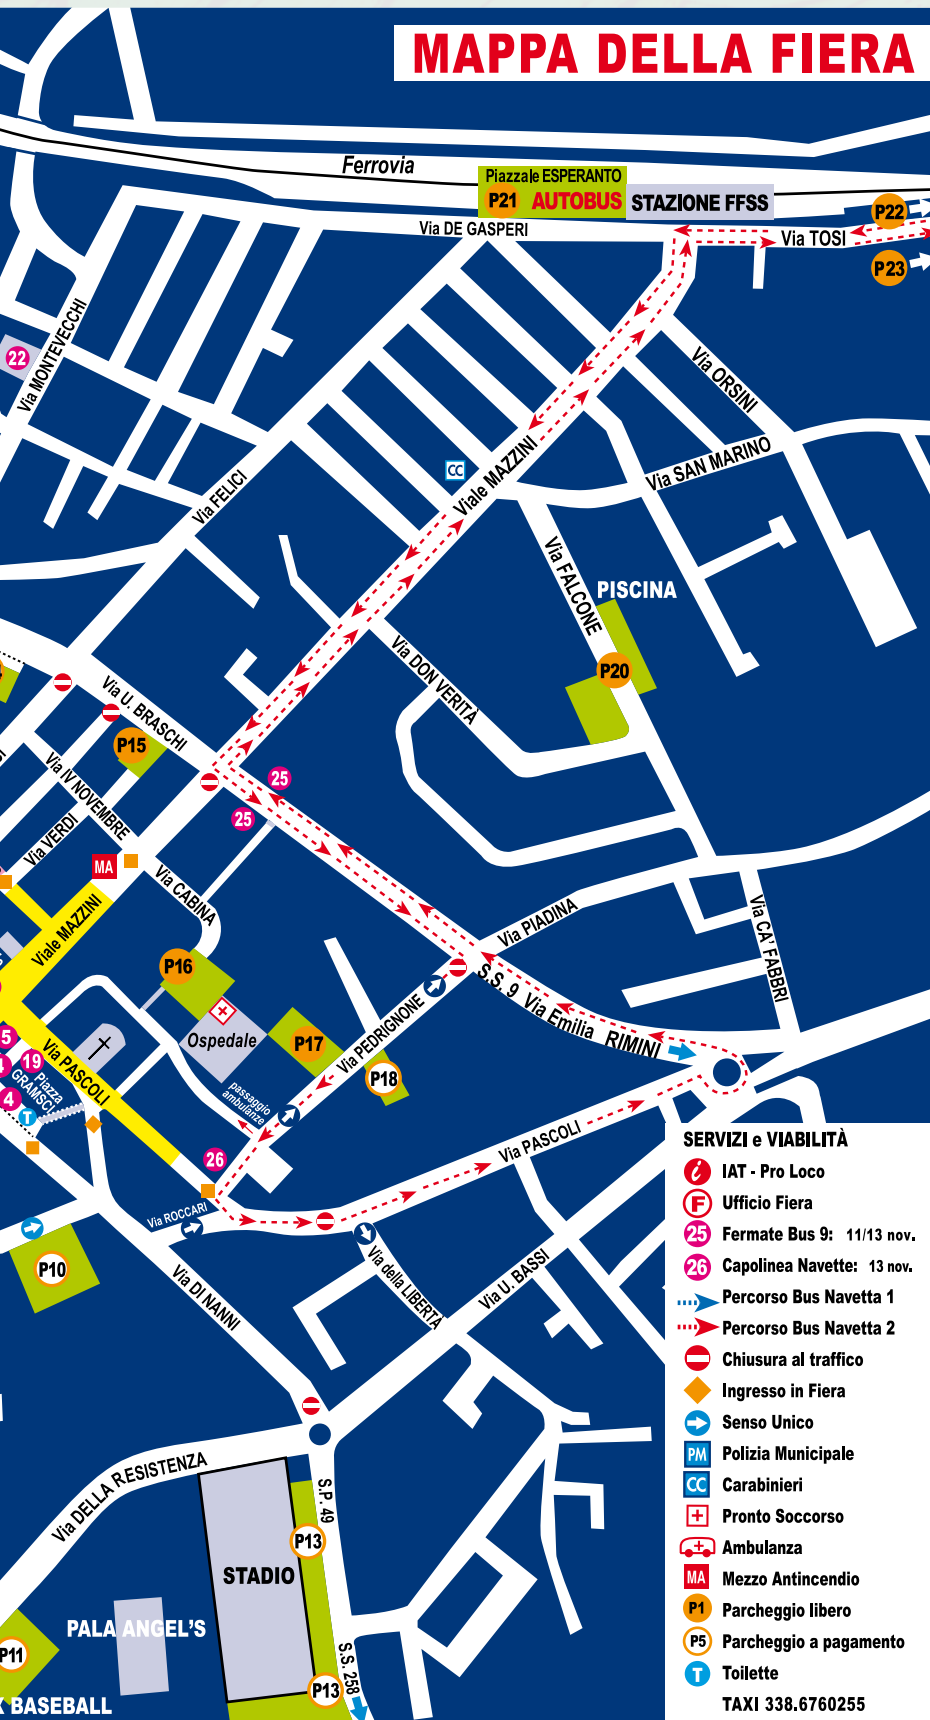 MAPPA DELLA FIERA
Ferrovia
Piazzale ESPERANTO
P21 AUTOBUS
STAZIONE FFSS
P22
Via DE GASPERI
Via TOSI
P23
22
Via MONTEVECCHI
Via ORSINI
CC
Viale MAZZINI
Via SAN MARINO
Via FELICI
Via FALCONE
PISCINA
P20
Via DON VERITÀ
Via U. BRASCHI
P15
25
25
Via IV NOVEMBRE
Via VERDI
MA
Via CABINA
Viale MAZZINI
Via PIADINA
Via CA' FABBRI
P16
S.S. 9 Via Emilia RIMINI
Ospedale
P17
Via PEDRIGNONE
P18
Via PASCOLI
5
19
4
Piazza
GRAMSCI
T
passaggio
ambulanze
26
Via PASCOLI
Via ROCCARI
P10
Via della LIBERTÀ
Via DI NANNI
Via U. BASSI
Via DELLA RESISTENZA
S.P. 49
P13
STADIO
PALA ANGEL'S
P11
S.S. 258
P13
X BASEBALL
SERVIZI e VIABILITÀ
i IAT - Pro Loco
F Ufficio Fiera
25 Fermate Bus 9: 11/13 nov.
26 Capolinea Navette: 13 nov.
Percorso Bus Navetta 1
Percorso Bus Navetta 2
Chiusura al traffico
Ingresso in Fiera
Senso Unico
PM Polizia Municipale
CC Carabinieri
Pronto Soccorso
Ambulanza
MA Mezzo Antincendio
P1 Parcheggio libero
P5 Parcheggio a pagamento
T Toilette
TAXI 338.6760255